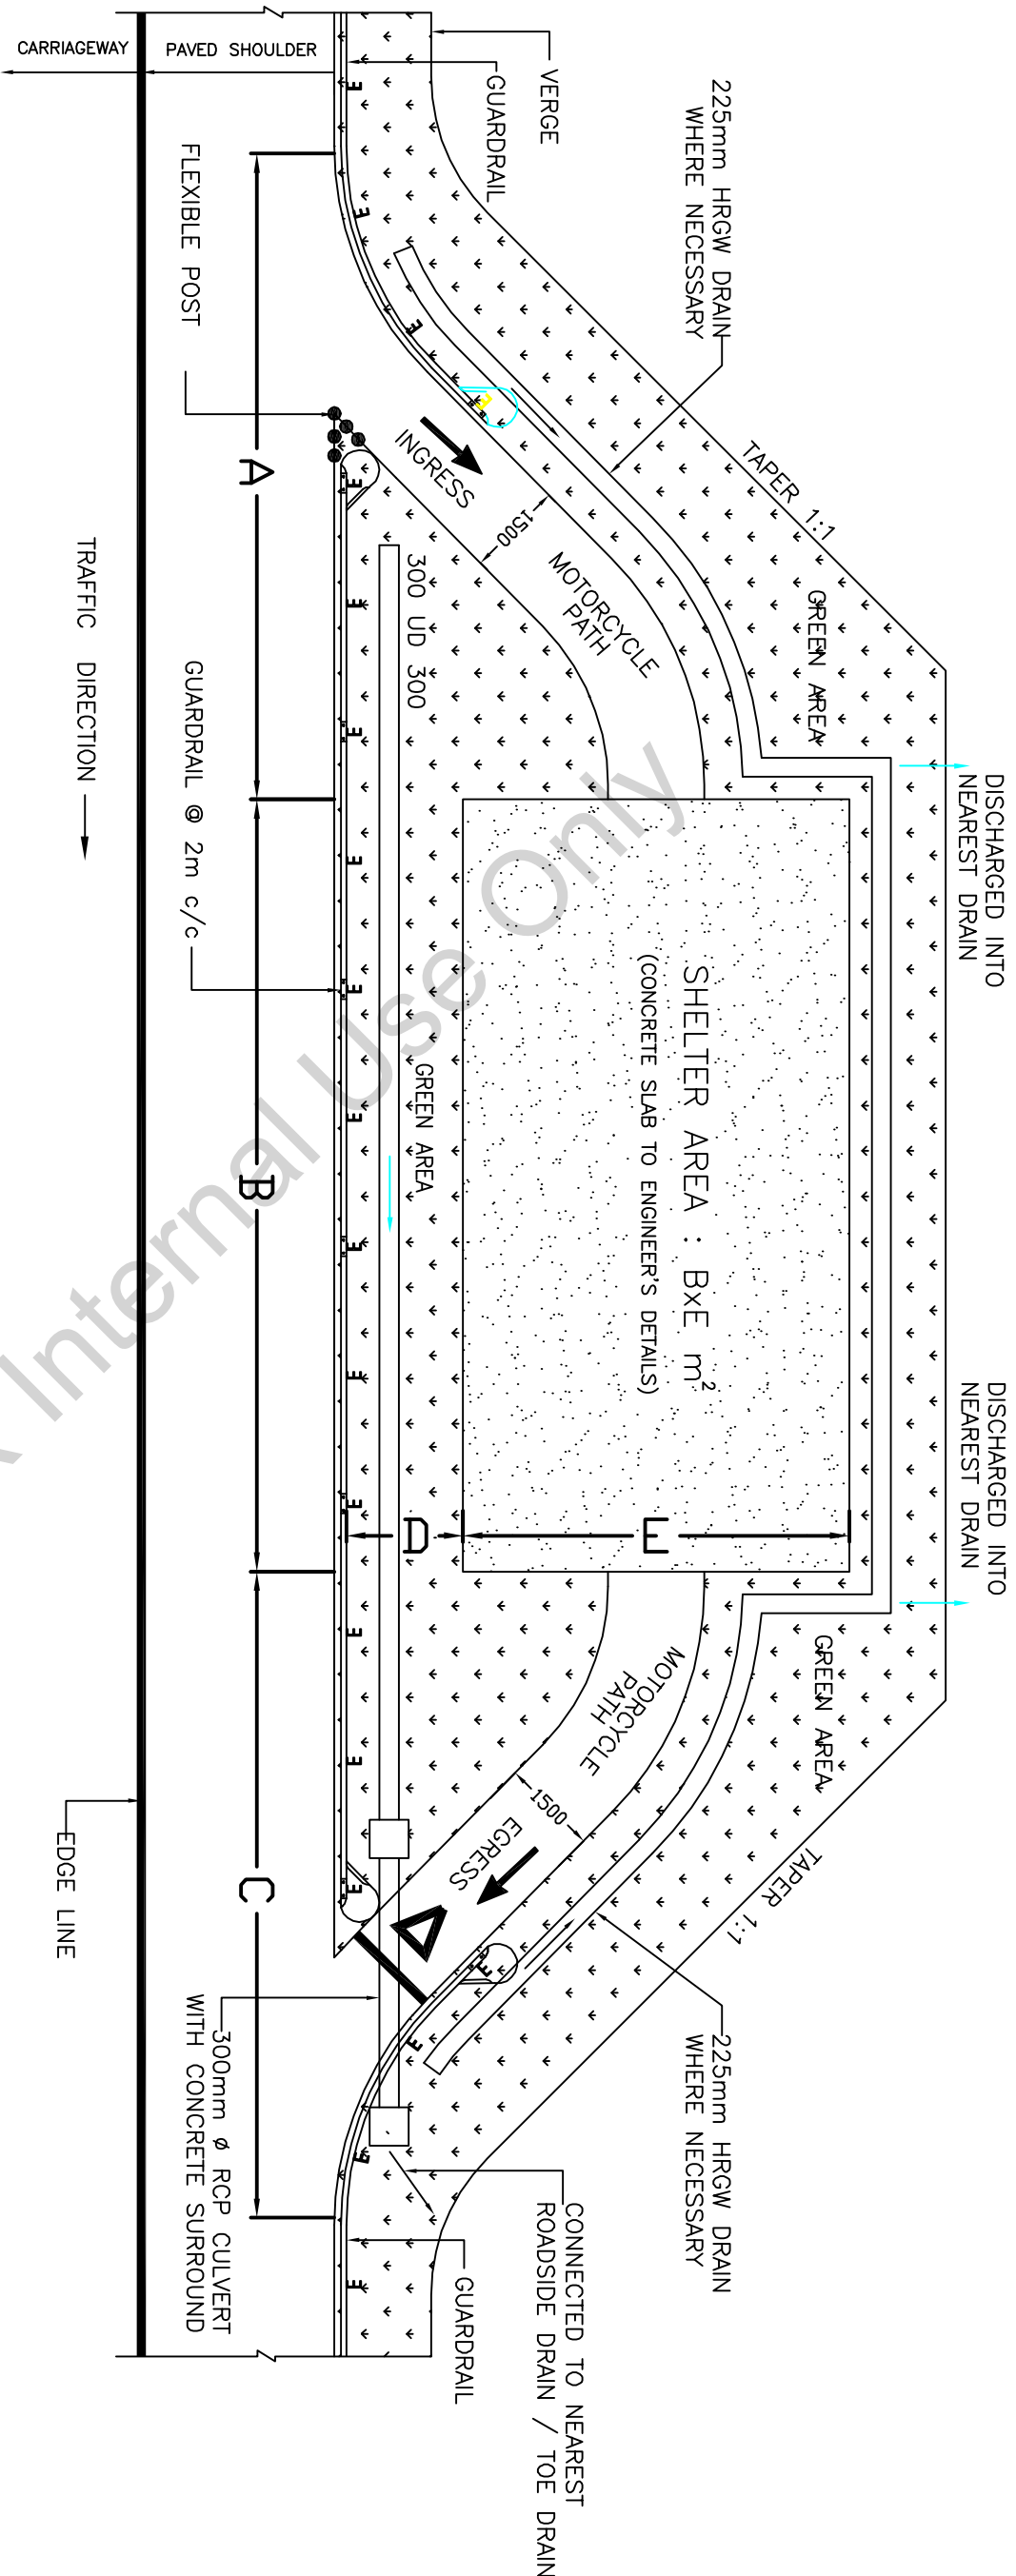 CARRIAGEWAY
PAVED SHOULDER
VERGE
GUARDRAIL
225mm HRGW DRAIN
WHERE NECESSARY
FLEXIBLE POST
INGRESS
1500
MOTORCYCLE
PATH
TAPER 1:1
GREEN AREA
DISCHARGED INTO
NEAREST DRAIN
300 UD 300
A
TRAFFIC DIRECTION
GUARDRAIL @ 2m c/c
GREEN AREA
SHELTER AREA : BxE m²
(CONCRETE SLAB TO ENGINEER'S DETAILS)
B
D
E
DISCHARGED INTO
NEAREST DRAIN
GREEN AREA
MOTORCYCLE
PATH
1500
EGRESS
TAPER 1:1
C
EDGE LINE
225mm HRGW DRAIN
WHERE NECESSARY
300mm ø RCP CULVERT
WITH CONCRETE SURROUND
CONNECTED TO NEAREST
ROADSIDE DRAIN / TOE DRAIN
GUARDRAIL
Internal Use Only